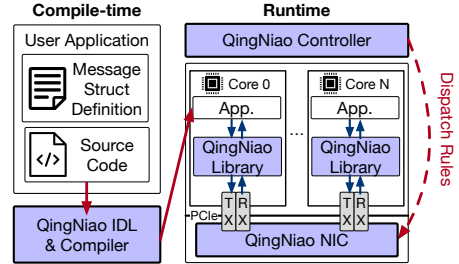 Compile-time
User Application
Message
Struct
Definition
Source
Code
QingNiao IDL
& Compiler
Runtime
QingNiao Controller
Core 0
App.
QingNiao
Library
T
X
R
X
...
Core N
App.
QingNiao
Library
T
X
R
X
PCIe
QingNiao NIC
Dispatch Rules